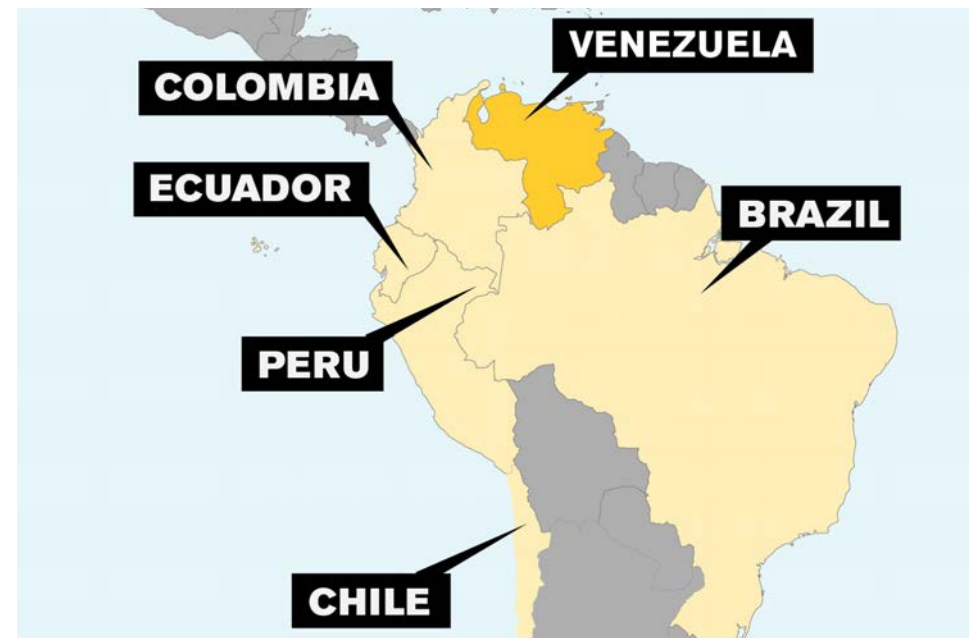 VENEZUELA
COLOMBIA
ECUADOR
BRAZIL
PERU
CHILE